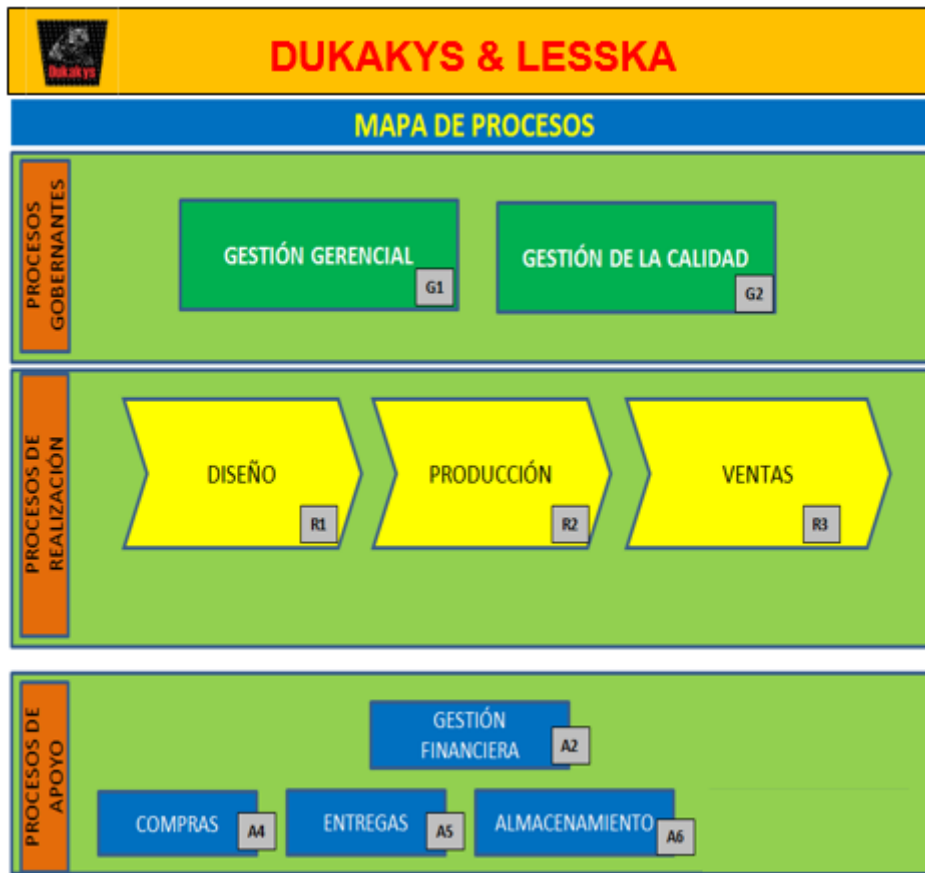 Dukakys
DUKAKYS & LESSKA
MAPA DE PROCESOS
PROCESOS
GOBERNANTES
GESTIÓN GERENCIAL
G1
GESTIÓN DE LA CALIDAD
G2
PROCESOS DE
REALIZACIÓN
DISEÑO
R1
PRODUCCIÓN
R2
VENTAS
R3
PROCESOS DE
APOYO
GESTIÓN
FINANCIERA
A2
COMPRAS
A4
ENTREGAS
A5
ALMACENAMIENTO
A6